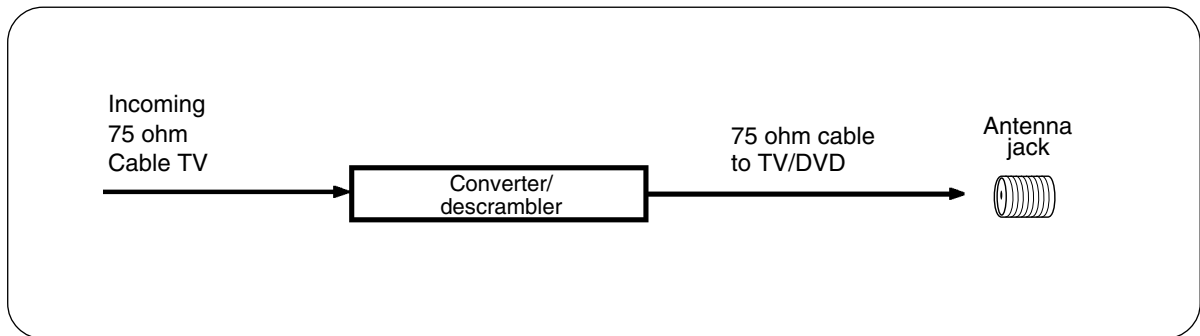 Incoming
75 ohm
Cable TV
Converter/
descrambler
75 ohm cable
to TV/DVD
Antenna
jack